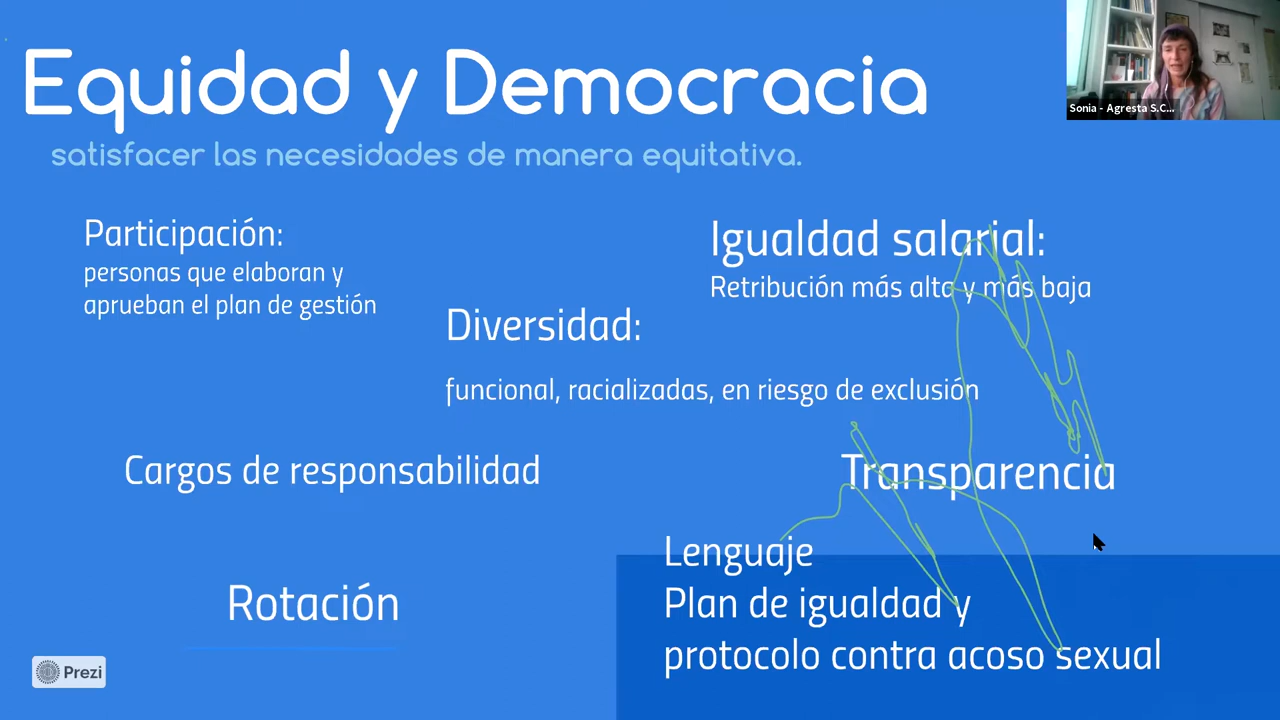 Equidad y Democracia
satisfacer las necesidades de manera equitativa.
Sonia - Agresta S.C...
Participación:
personas que elaboran y
aprueban el plan de gestión
Igualdad salarial:
Retribución más alta y más baja
Diversidad:
funcional, racializadas, en riesgo de exclusión
Cargos de responsabilidad
Transparencia
Rotación
Lenguaje
Plan de igualdad y
protocolo contra acoso sexual
Prezi